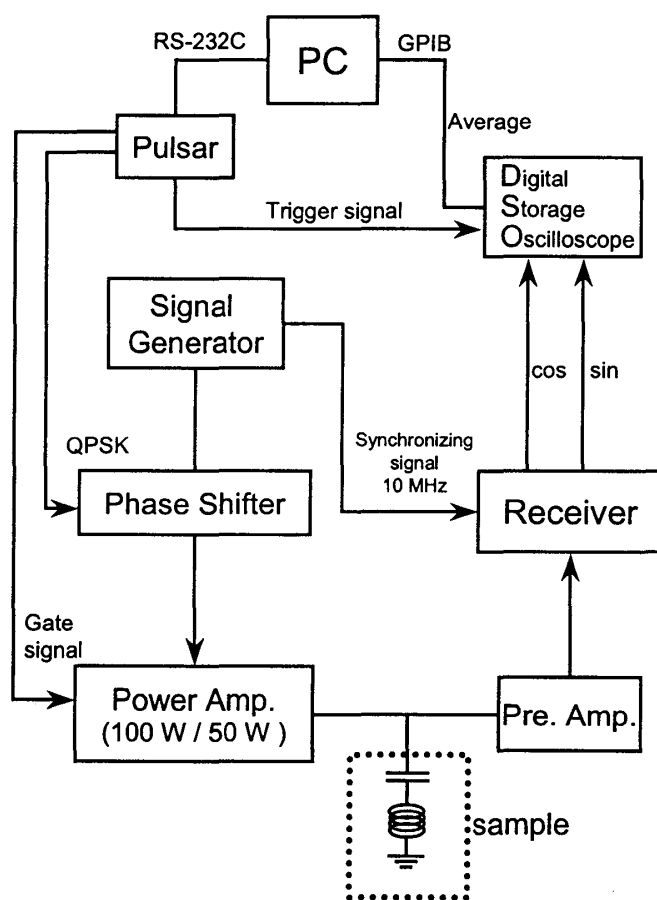 RS-232C
PC
GPIB
Pulsar
Average
Digital
Storage
Oscilloscope
Trigger signal
Signal
Generator
cos
sin
QPSK
Synchronizing
signal
10 MHz
Phase Shifter
Receiver
Gate
signal
Power Amp.
(100 W / 50 W )
Pre. Amp.
sample